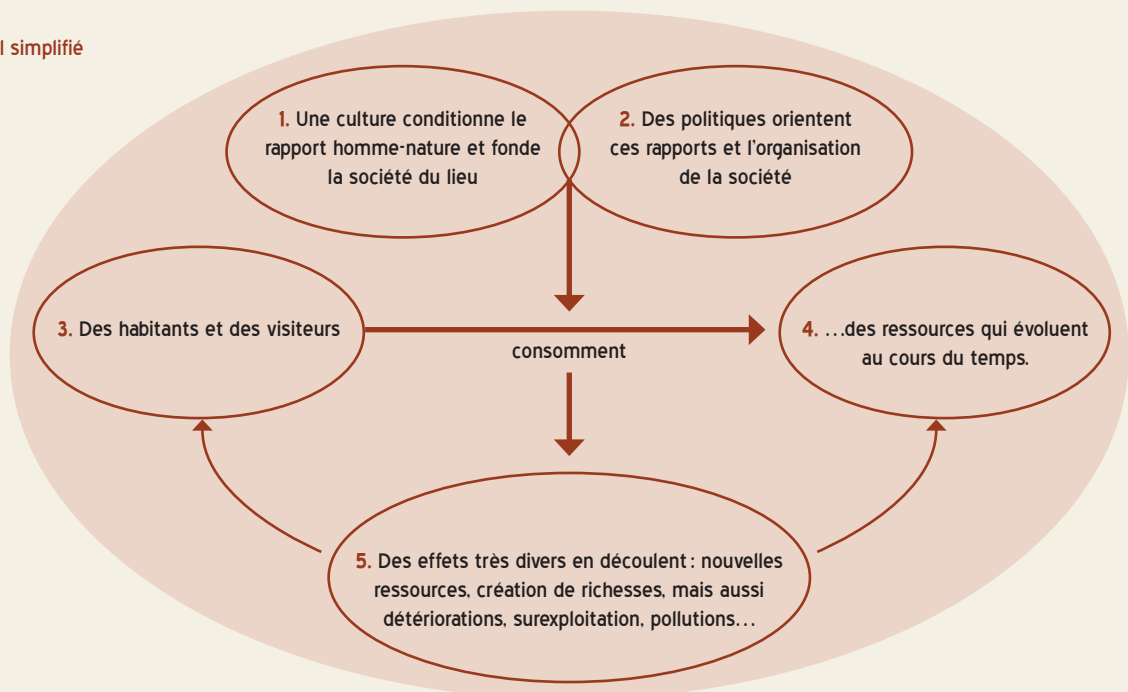 l simplifié
1. Une culture conditionne le
rapport homme-nature et fonde
la société du lieu
2. Des politiques orientent
ces rapports et l'organisation
de la société
3. Des habitants et des visiteurs
consomment
4. …des ressources qui évoluent
au cours du temps.
5. Des effets très divers en découlent : nouvelles
ressources, création de richesses, mais aussi
détériorations, surexploitation, pollutions…